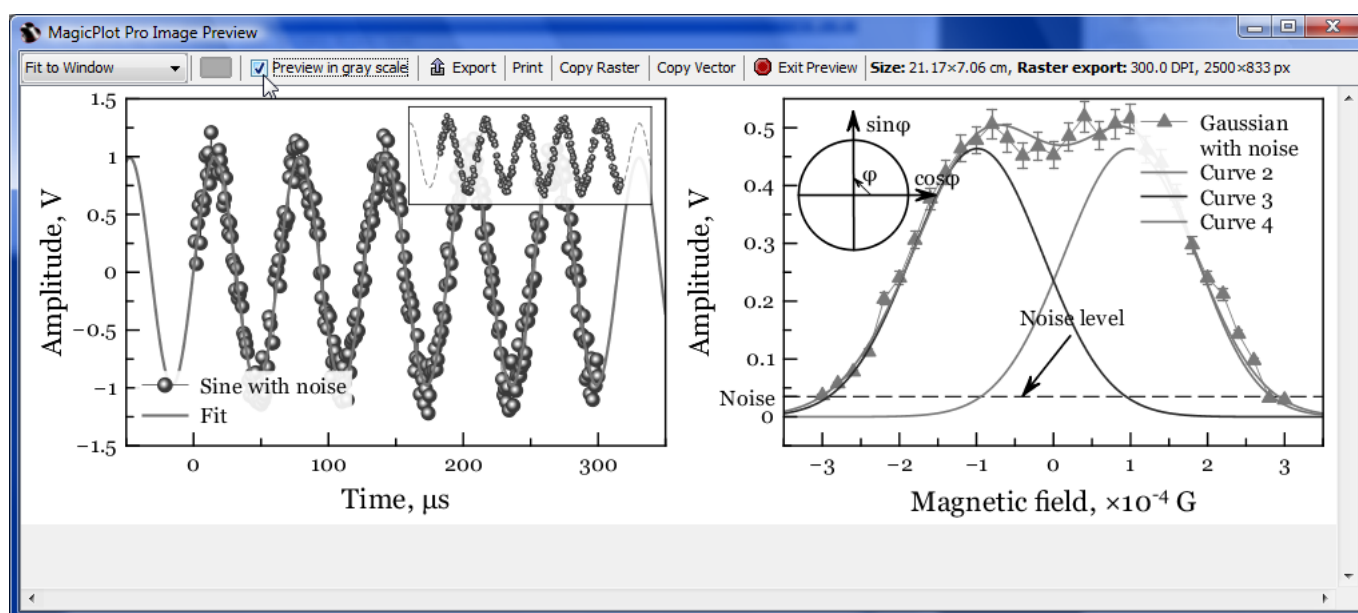 MagicPlot Pro Image Preview
Fit to Window Preview in gray scale Export Print Copy Raster Copy Vector Exit Preview Size: 21.17×7.06 cm, Raster export: 300.0 DPI, 2500×833 px
1.5
1
0.5
0
−0.5
−1
−1.5
Amplitude, V
Sine with noise
Fit
0 100 200 300
Time, µs
0.5
0.4
0.3
0.2
0.1
Noise
0
Amplitude, V
sinφ
φ
cosφ
Gaussian
with noise
Curve 2
Curve 3
Curve 4
Noise level
−3 −2 −1 0 1 2 3
Magnetic field, ×10⁻⁴ G